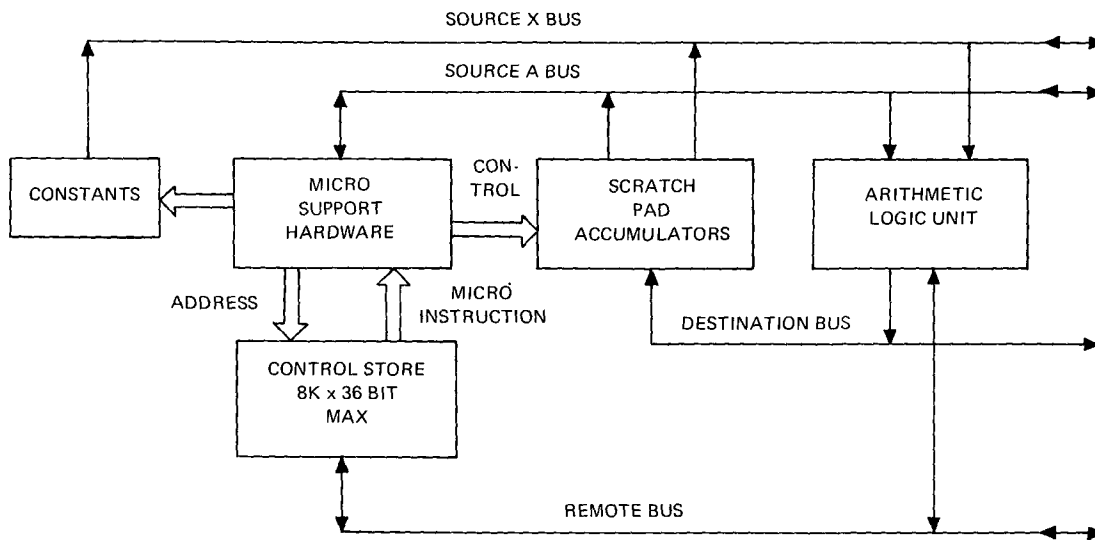 SOURCE X BUS
SOURCE A BUS
CONSTANTS
MICRO
SUPPORT
HARDWARE
CON-
TROL
SCRATCH
PAD
ACCUMULATORS
ARITHMETIC
LOGIC UNIT
ADDRESS
MICRO
INSTRUCTION
DESTINATION BUS
CONTROL STORE
8K x 36 BIT
MAX
REMOTE BUS